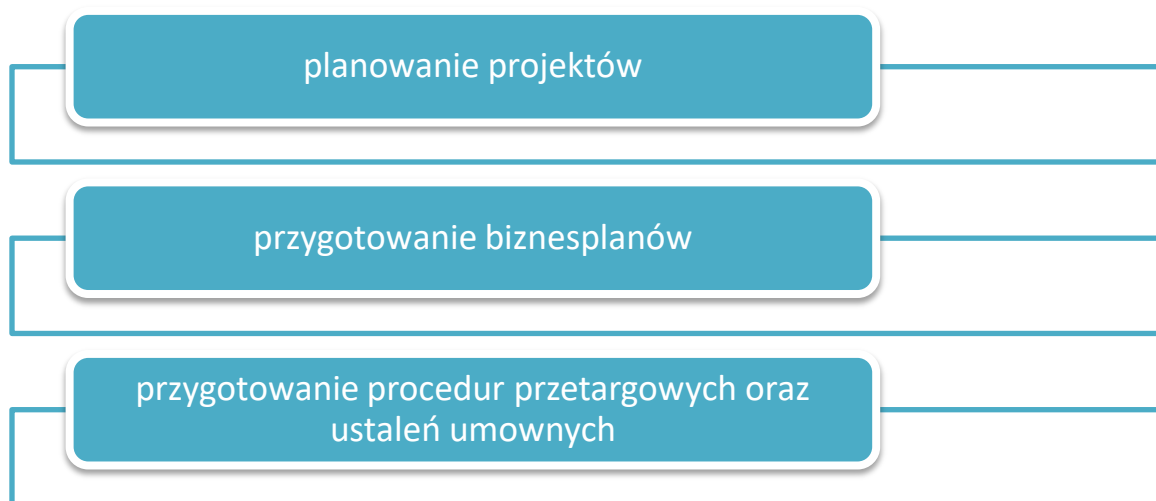 planowanie projektów
przygotowanie biznesplanów
przygotowanie procedur przetargowych oraz
ustaleń umownych